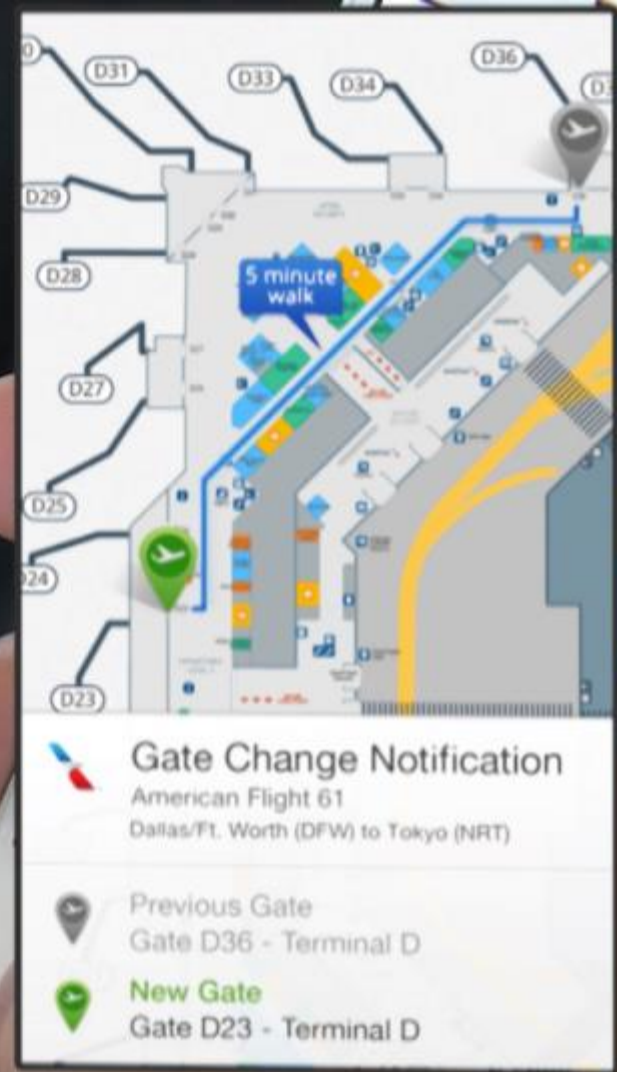 D31
D33
D34
D36
D29
D28
5 minute
walk
D27
D25
D23
Gate Change Notification
American Flight 61
Dallas/Ft. Worth (DFW) to Tokyo (NRT)
Previous Gate
Gate D36 - Terminal D
New Gate
Gate D23 - Terminal D